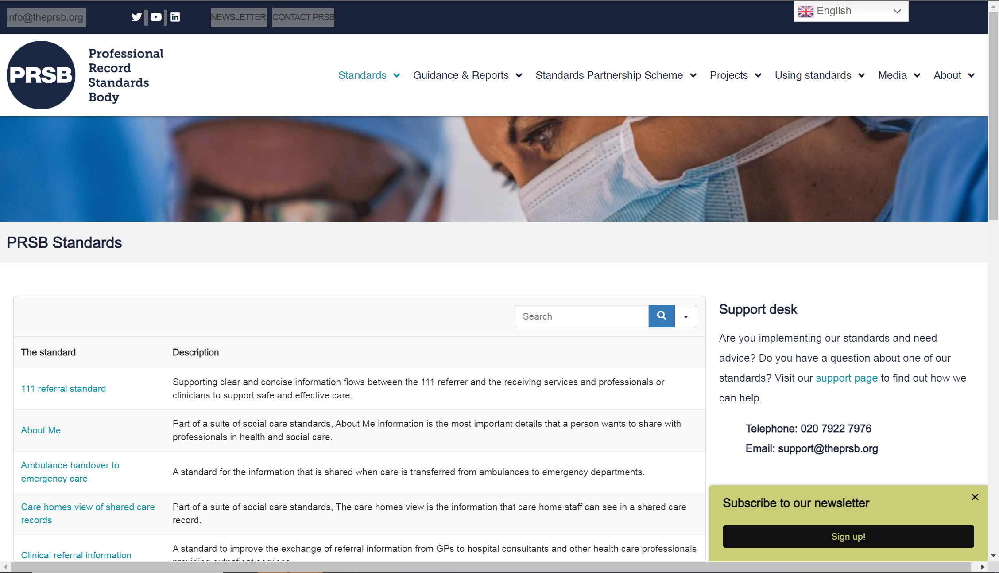 info@theprsb.org
NEWSLETTER CONTACT PRSB
English
PRSB
Professional
Record
Standards
Body
Standards Guidance & Reports Standards Partnership Scheme Projects Using standards Media About
PRSB Standards
Search
The standard Description
111 referral standard
Supporting clear and concise information flows between the 111 referrer and the receiving services and professionals or
clinicians to support safe and effective care.
About Me
Part of a suite of social care standards, About Me information is the most important details that a person wants to share with
professionals in health and social care.
Ambulance handover to
emergency care
A standard for the information that is shared when care is transferred from ambulances to emergency departments.
Care homes view of shared care
records
Part of a suite of social care standards, The care homes view is the information that care home staff can see in a shared care
record.
Clinical referral information
A standard to improve the exchange of referral information from GPs to hospital consultants and other health care professionals
providing outpatient services
Support desk
Are you implementing our standards and need
advice? Do you have a question about one of our
standards? Visit our support page to find out how we
can help.
Telephone: 020 7922 7976
Email: support@theprsb.org
Subscribe to our newsletter
Sign up!